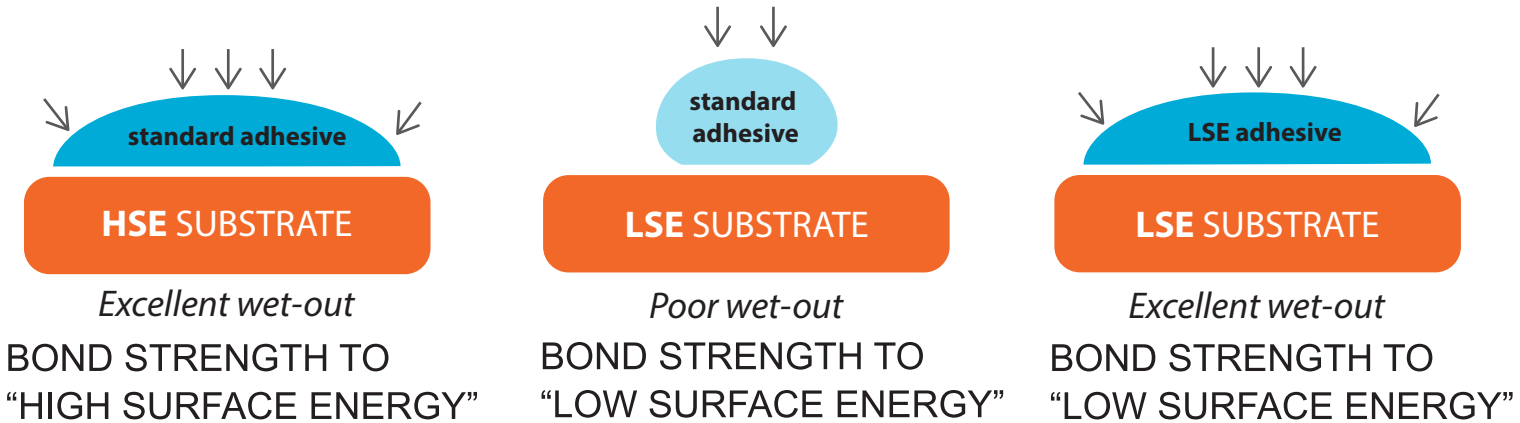 standard adhesive
HSE SUBSTRATE
Excellent wet-out
BOND STRENGTH TO
“HIGH SURFACE ENERGY”
standard
adhesive
LSE SUBSTRATE
Poor wet-out
BOND STRENGTH TO
“LOW SURFACE ENERGY”
LSE adhesive
LSE SUBSTRATE
Excellent wet-out
BOND STRENGTH TO
“LOW SURFACE ENERGY”